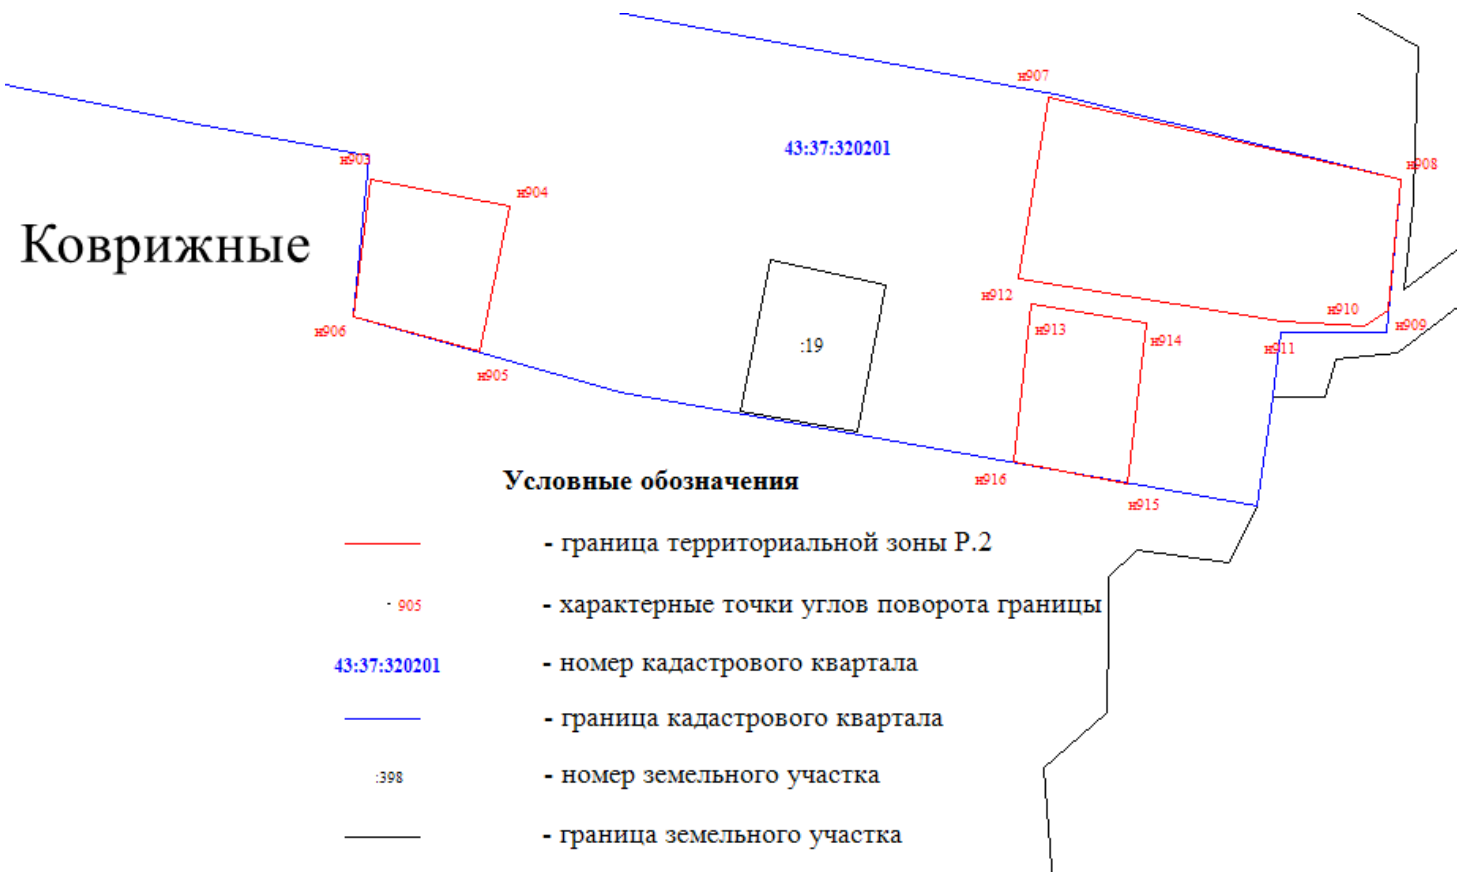 н907
43:37:320201
н903
н908
н904
Коврижные
н912
н910
н906
н913
н909
н914
н911
:19
н905
Условные обозначения
н916
н915
- граница территориальной зоны Р.2
· 905 - характерные точки углов поворота границы
43:37:320201 - номер кадастрового квартала
- граница кадастрового квартала
:398 - номер земельного участка
- граница земельного участка